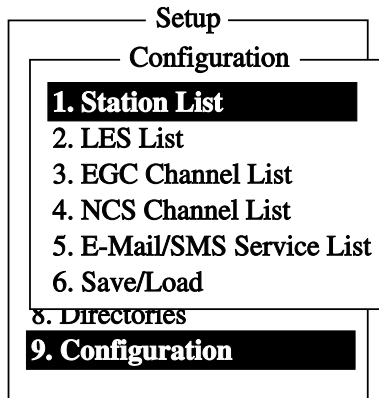 Setup
Configuration
1. Station List
2. LES List
3. EGC Channel List
4. NCS Channel List
5. E-Mail/SMS Service List
6. Save/Load
8. Directories
9. Configuration